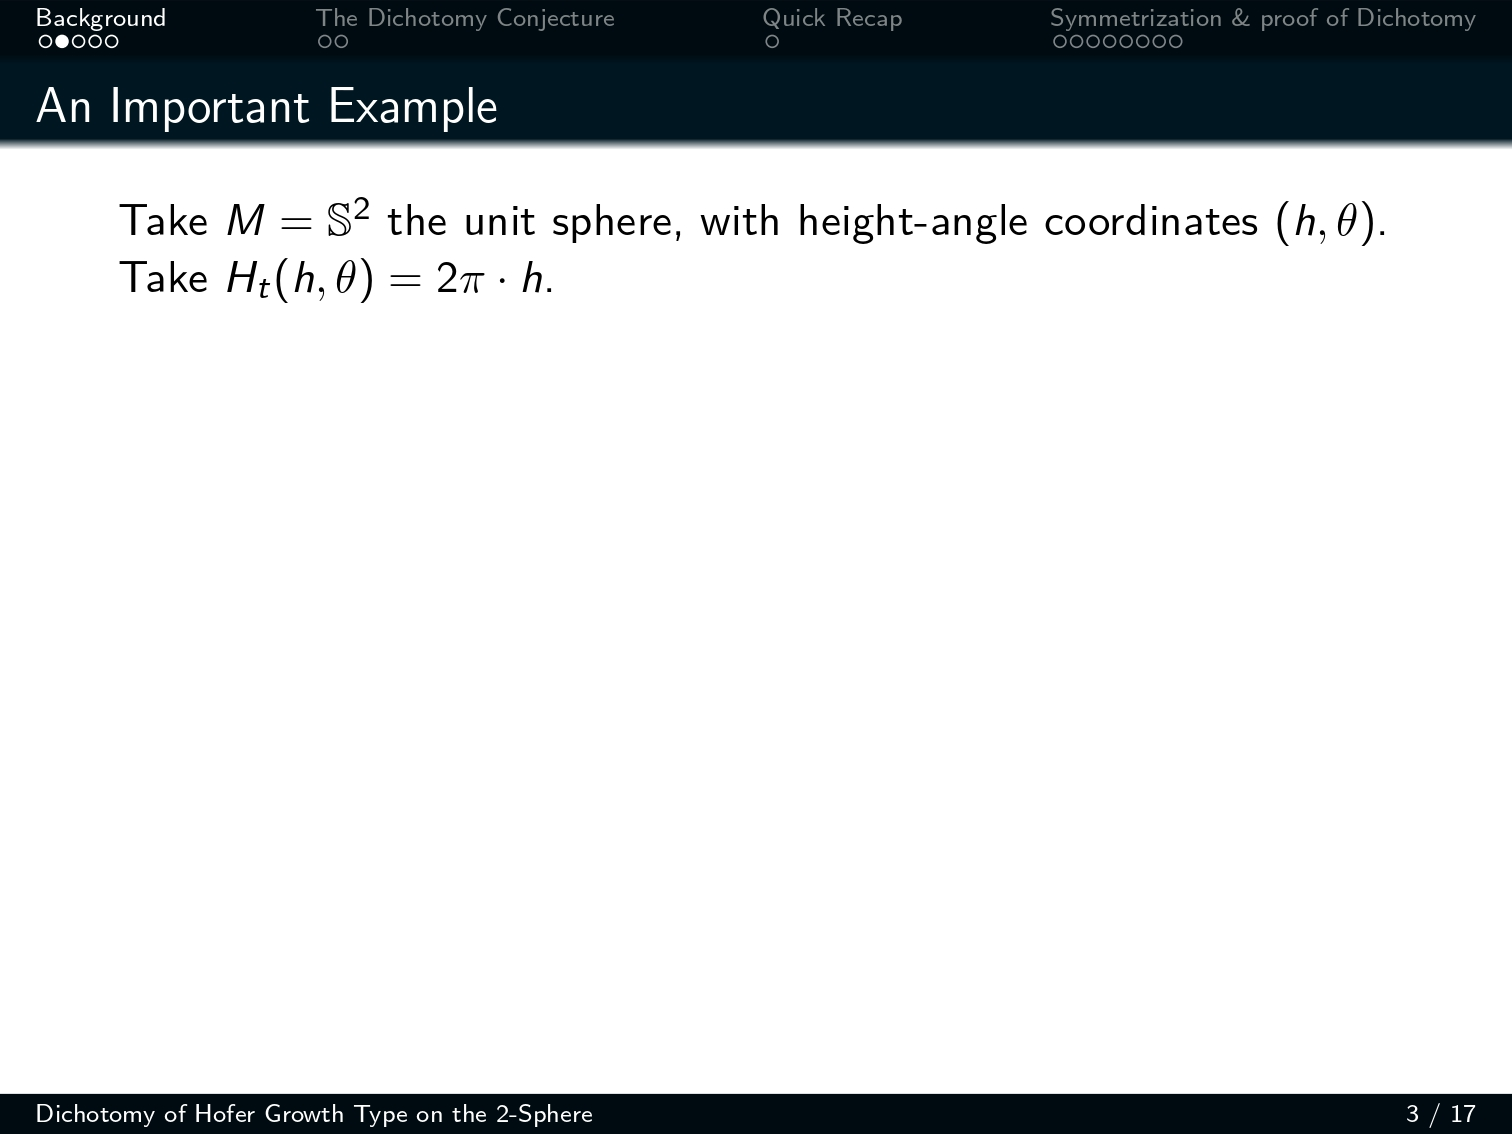 Background The Dichotomy Conjecture Quick Recap Symmetrization & proof of Dichotomy
An Important Example
Take M = 𝕊² the unit sphere, with height-angle coordinates (h, θ).
Take Hₜ(h, θ) = 2π · h.
Dichotomy of Hofer Growth Type on the 2-Sphere 3 / 17